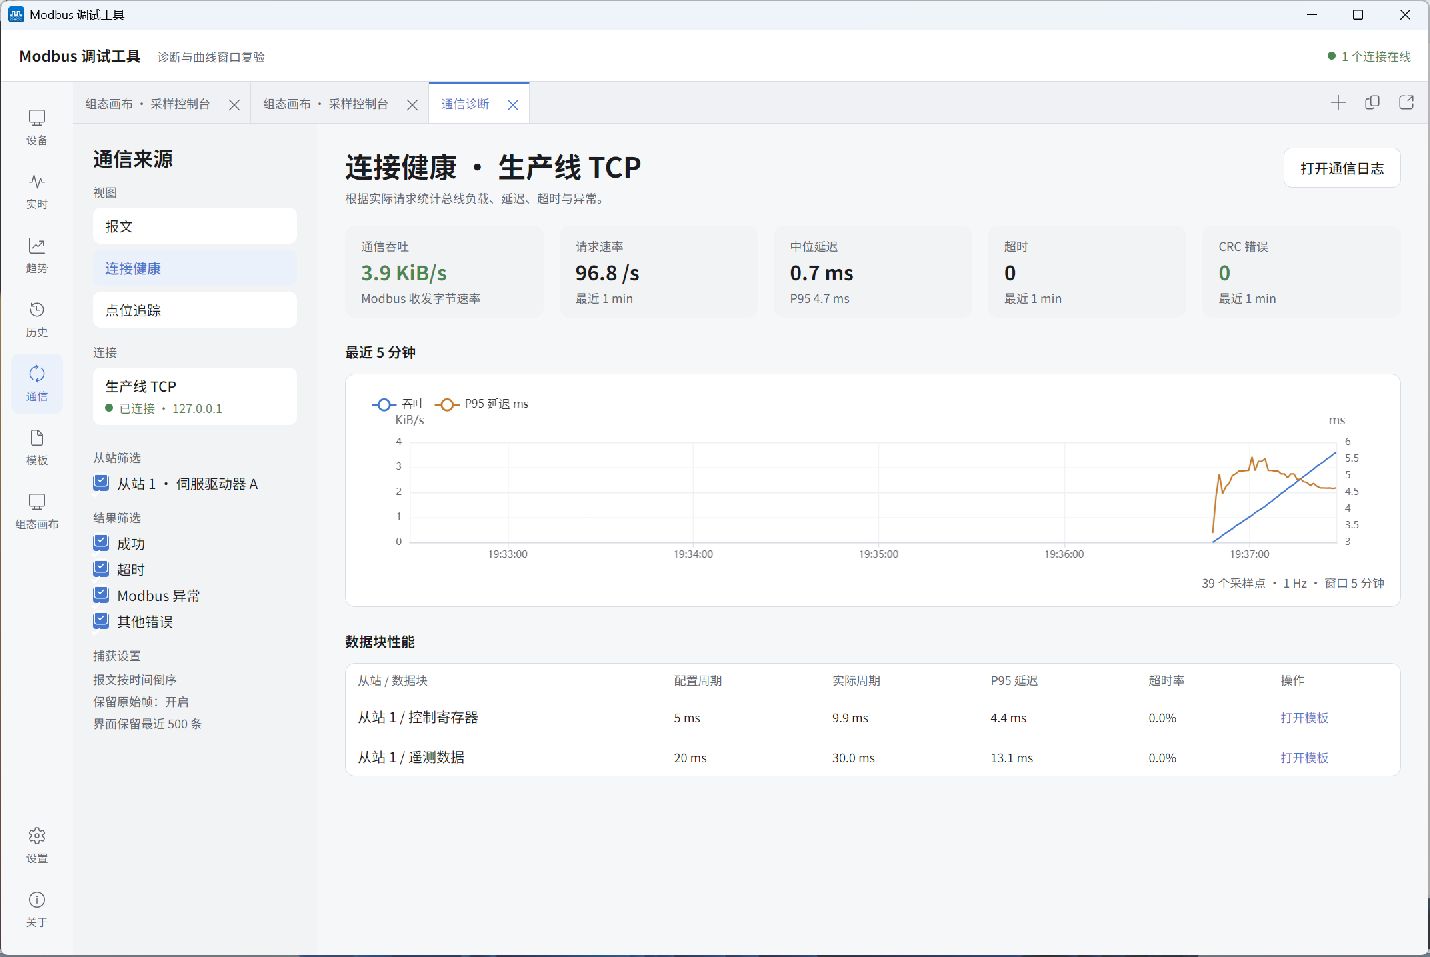 Modbus 调试工具
Modbus 调试工具 诊断与曲线窗口复验
1 个连接在线
组态画布 · 采样控制台
组态画布 · 采样控制台
通信诊断
设备
实时
趋势
历史
通信
模板
组态画布
设置
关于
通信来源
视图
报文
连接健康
点位追踪
连接
生产线 TCP
已连接 · 127.0.0.1
从站筛选
从站 1 · 伺服驱动器 A
结果筛选
成功
超时
Modbus 异常
其他错误
捕获设置
报文按时间倒序
保留原始帧：开启
界面保留最近 500 条
连接健康 · 生产线 TCP
根据实际请求统计总线负载、延迟、超时与异常。
打开通信日志
通信吞吐
3.9 KiB/s
Modbus 收发字节速率
请求速率
96.8 /s
最近 1 min
中位延迟
0.7 ms
P95 4.7 ms
超时
0
最近 1 min
CRC 错误
0
最近 1 min
最近 5 分钟
吞吐 P95 延迟 ms
KiB/s ms
4
3
2
1
0
6
5.5
5
4.5
4
3.5
3
19:33:00 19:34:00 19:35:00 19:36:00 19:37:00
39 个采样点 · 1 Hz · 窗口 5 分钟
数据块性能
从站 / 数据块 配置周期 实际周期 P95 延迟 超时率 操作
从站 1 / 控制寄存器 5 ms 9.9 ms 4.4 ms 0.0% 打开模板
从站 1 / 遥测数据 20 ms 30.0 ms 13.1 ms 0.0% 打开模板